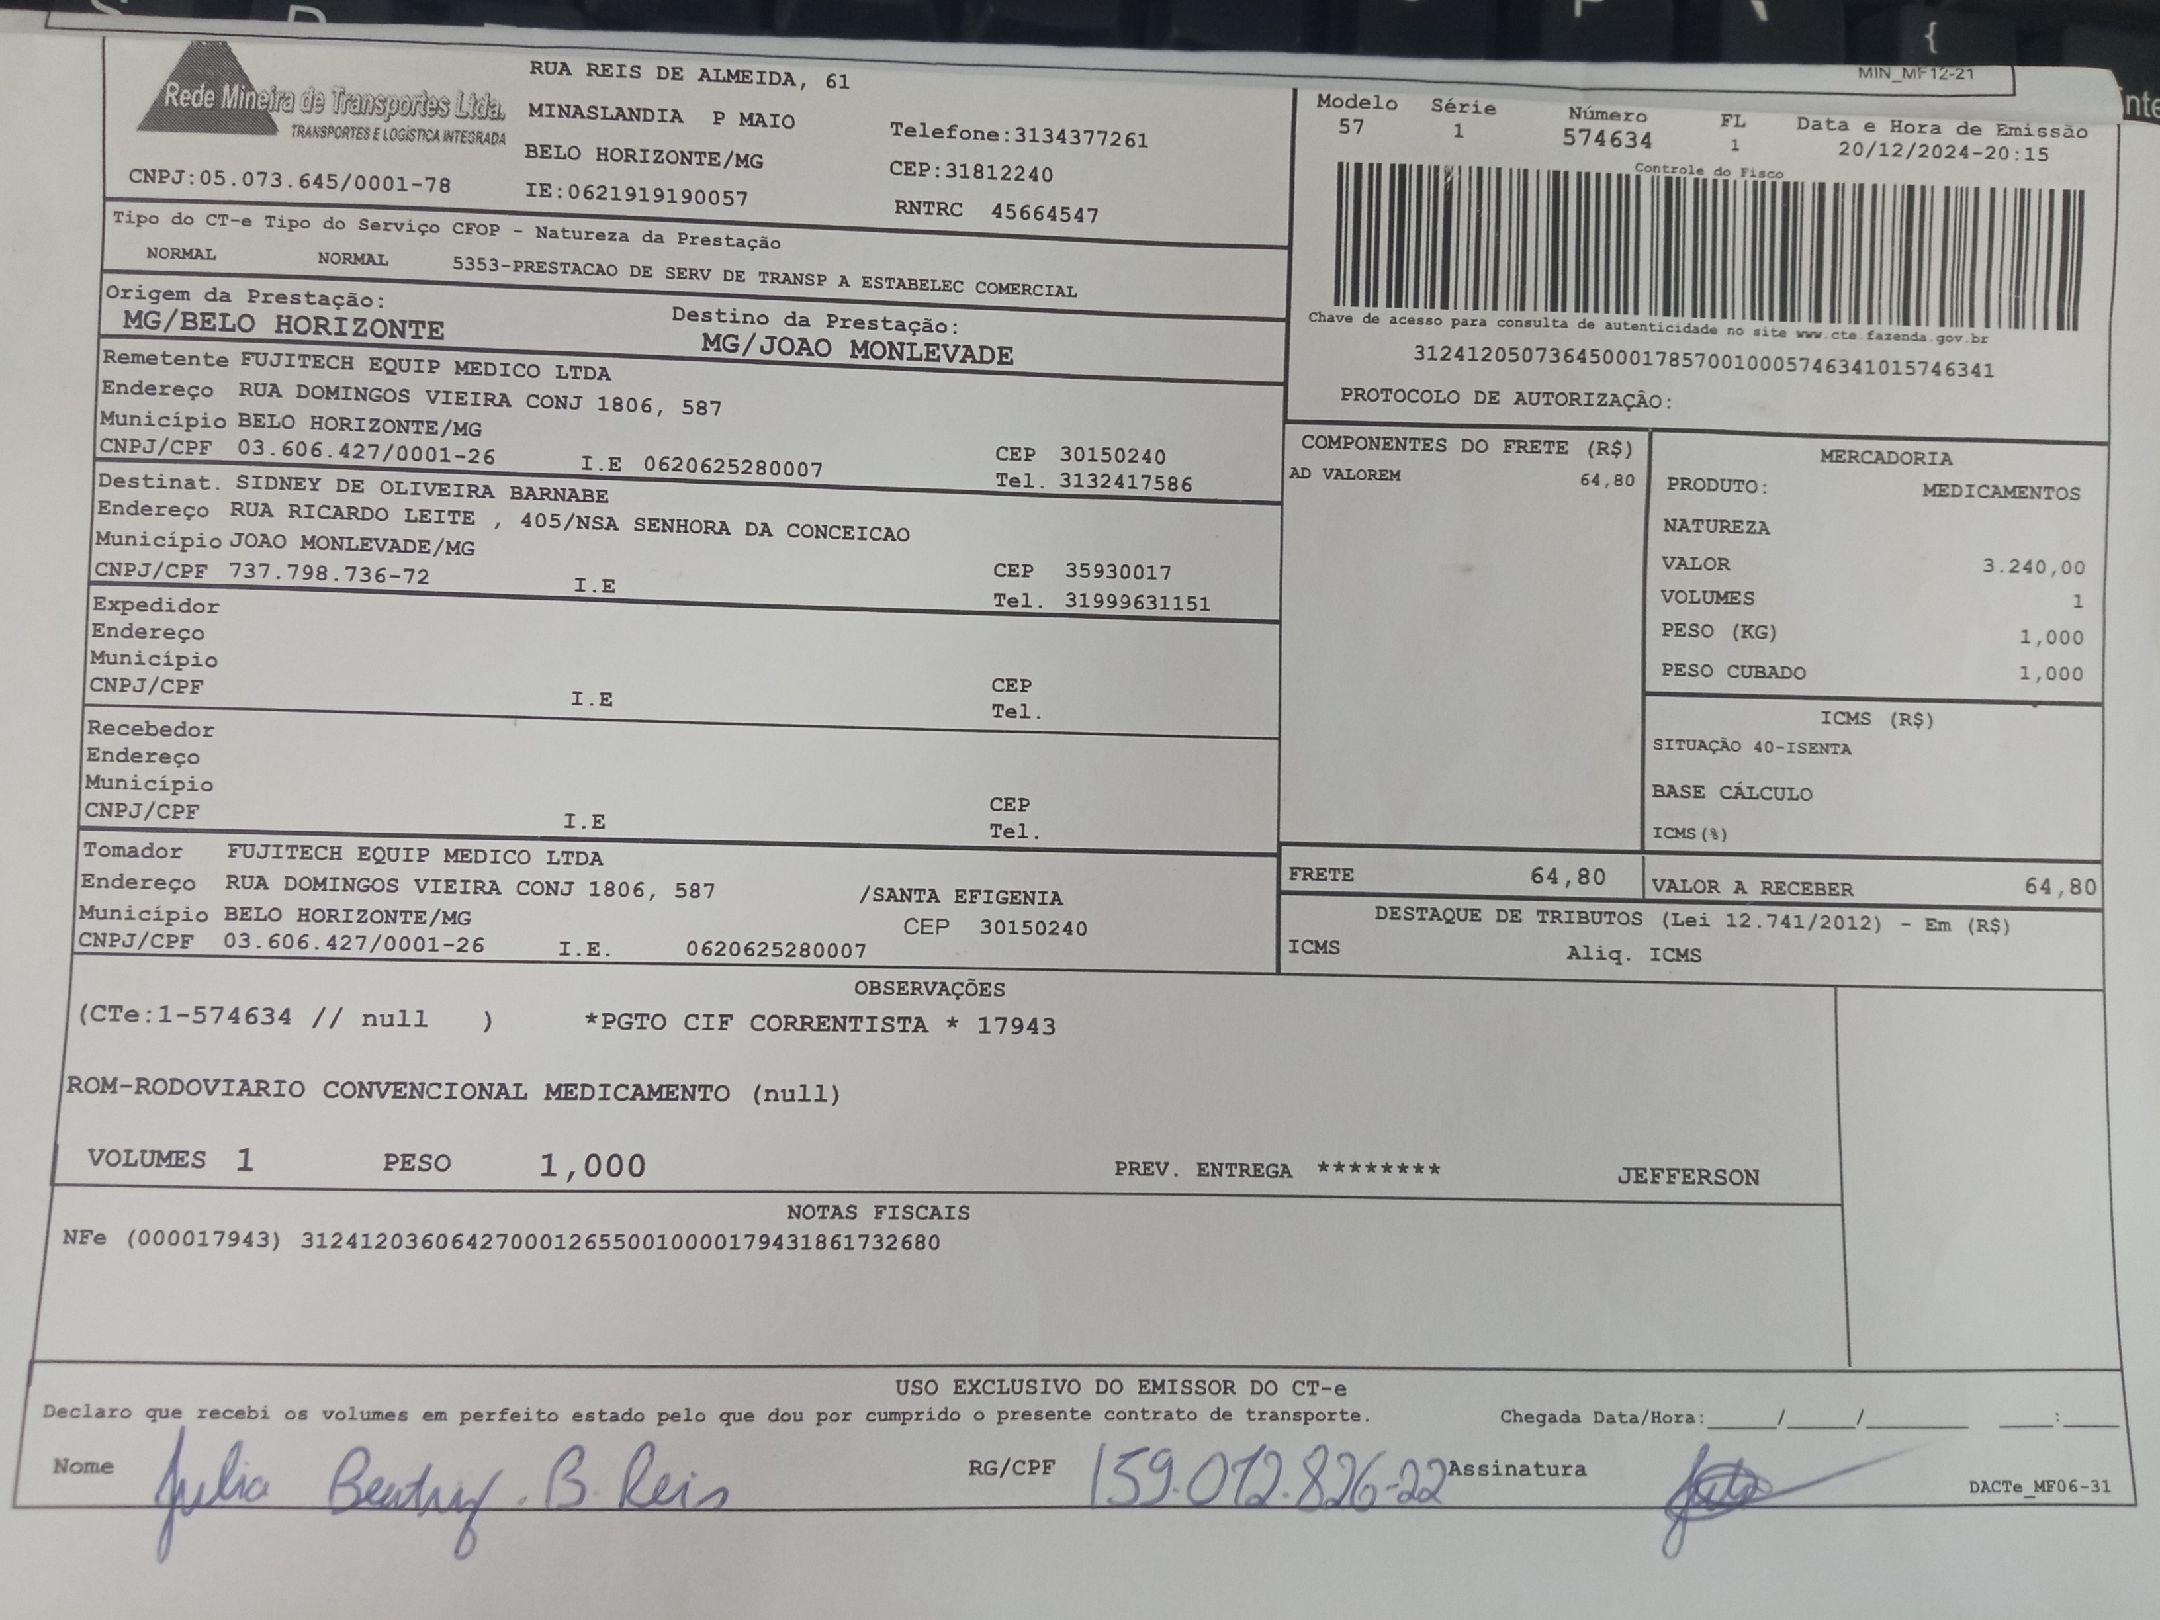 MIN_MF12-21
Rede Mineira de Transportes Ltda.
TRANSPORTES E LOGÍSTICA INTEGRADA
CNPJ:05.073.645/0001-78
RUA REIS DE ALMEIDA, 61
MINASLANDIA P MAIO
BELO HORIZONTE/MG
IE:0621919190057
Telefone:3134377261
CEP:31812240
RNTRC 45664547
Modelo Série Número FL Data e Hora de Emissão
57 1 574634 1 20/12/2024-20:15
Controle do Fisco
Chave de acesso para consulta de autenticidade no site www.cte.fazenda.gov.br
31241205073645000178570010005746341015746341
PROTOCOLO DE AUTORIZAÇÃO:
Tipo do CT-e Tipo do Serviço CFOP - Natureza da Prestação
NORMAL NORMAL 5353-PRESTACAO DE SERV DE TRANSP A ESTABELEC COMERCIAL
Origem da Prestação: Destino da Prestação:
MG/BELO HORIZONTE MG/JOAO MONLEVADE
Remetente FUJITECH EQUIP MEDICO LTDA
Endereço RUA DOMINGOS VIEIRA CONJ 1806, 587
Município BELO HORIZONTE/MG CEP 30150240
CNPJ/CPF 03.606.427/0001-26 I.E 0620625280007 Tel. 3132417586
Destinat. SIDNEY DE OLIVEIRA BARNABE
Endereço RUA RICARDO LEITE , 405/NSA SENHORA DA CONCEICAO
Município JOAO MONLEVADE/MG CEP 35930017
CNPJ/CPF 737.798.736-72 I.E Tel. 31999631151
Expedidor
Endereço
Município CEP
CNPJ/CPF I.E Tel.
Recebedor
Endereço
Município CEP
CNPJ/CPF I.E Tel.
Tomador FUJITECH EQUIP MEDICO LTDA
Endereço RUA DOMINGOS VIEIRA CONJ 1806, 587 /SANTA EFIGENIA
Município BELO HORIZONTE/MG CEP 30150240
CNPJ/CPF 03.606.427/0001-26 I.E. 0620625280007
COMPONENTES DO FRETE (R$)
AD VALOREM 64,80
MERCADORIA
PRODUTO: MEDICAMENTOS
NATUREZA
VALOR 3.240,00
VOLUMES 1
PESO (KG) 1,000
PESO CUBADO 1,000
ICMS (R$)
SITUAÇÃO 40-ISENTA
BASE CÁLCULO
ICMS(%)
FRETE 64,80 VALOR A RECEBER 64,80
DESTAQUE DE TRIBUTOS (Lei 12.741/2012) - Em (R$)
ICMS Aliq. ICMS
OBSERVAÇÕES
(CTe:1-574634 // null ) *PGTO CIF CORRENTISTA * 17943
ROM-RODOVIARIO CONVENCIONAL MEDICAMENTO (null)
VOLUMES 1 PESO 1,000 PREV. ENTREGA ******** JEFFERSON
NOTAS FISCAIS
NFe (000017943) 31241203606427000126550010000179431861732680
USO EXCLUSIVO DO EMISSOR DO CT-e
Declaro que recebi os volumes em perfeito estado pelo que dou por cumprido o presente contrato de transporte. Chegada Data/Hora:_____/_____/_______ ____:____
Nome Julia Beatriz. B. Reis RG/CPF 159.012.826-22 Assinatura
DACTe_MF06-31